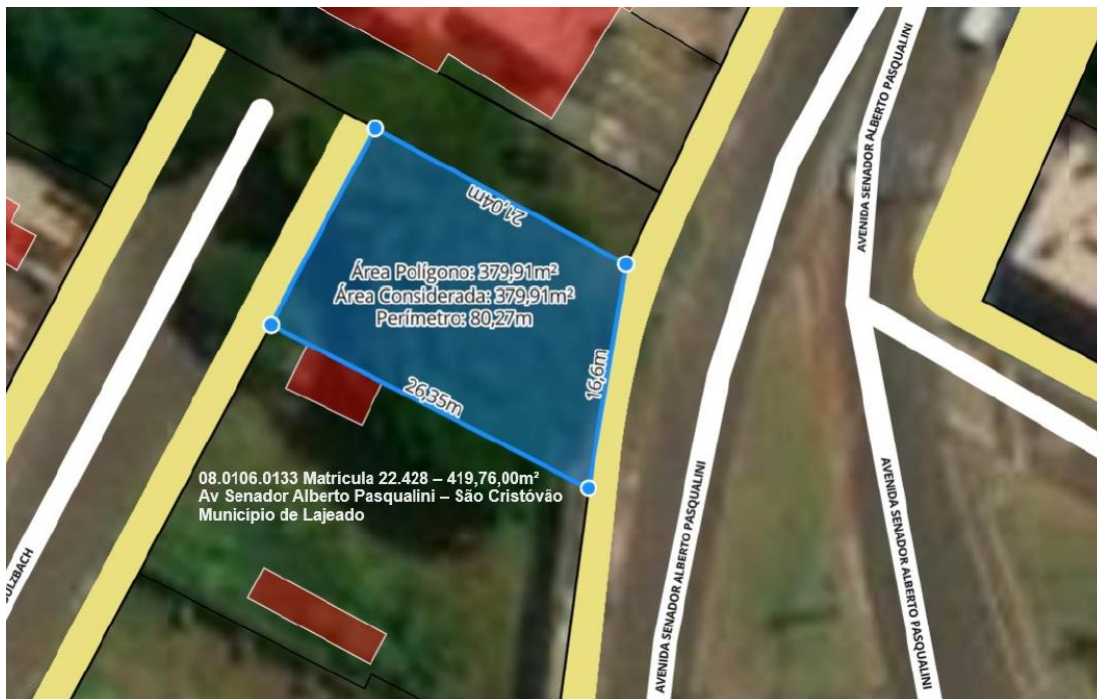 AVENIDA SENADOR ALBERTO PASQUALINI
AVENIDA SENADOR ALBERTO PASQUALINI
21,04m
Área Polígono: 379,91m²
Área Considerada: 379,91m²
Perímetro: 80,27m
16,6m
26,35m
08.0106.0133 Matrícula 22.428 – 419,76,00m²
Av Senador Alberto Pasqualini – São Cristóvão
Município de Lajeado
AVENIDA SENADOR ALBERTO PASQUALINI
AVENIDA SENADOR ALBERTO PASQUALINI